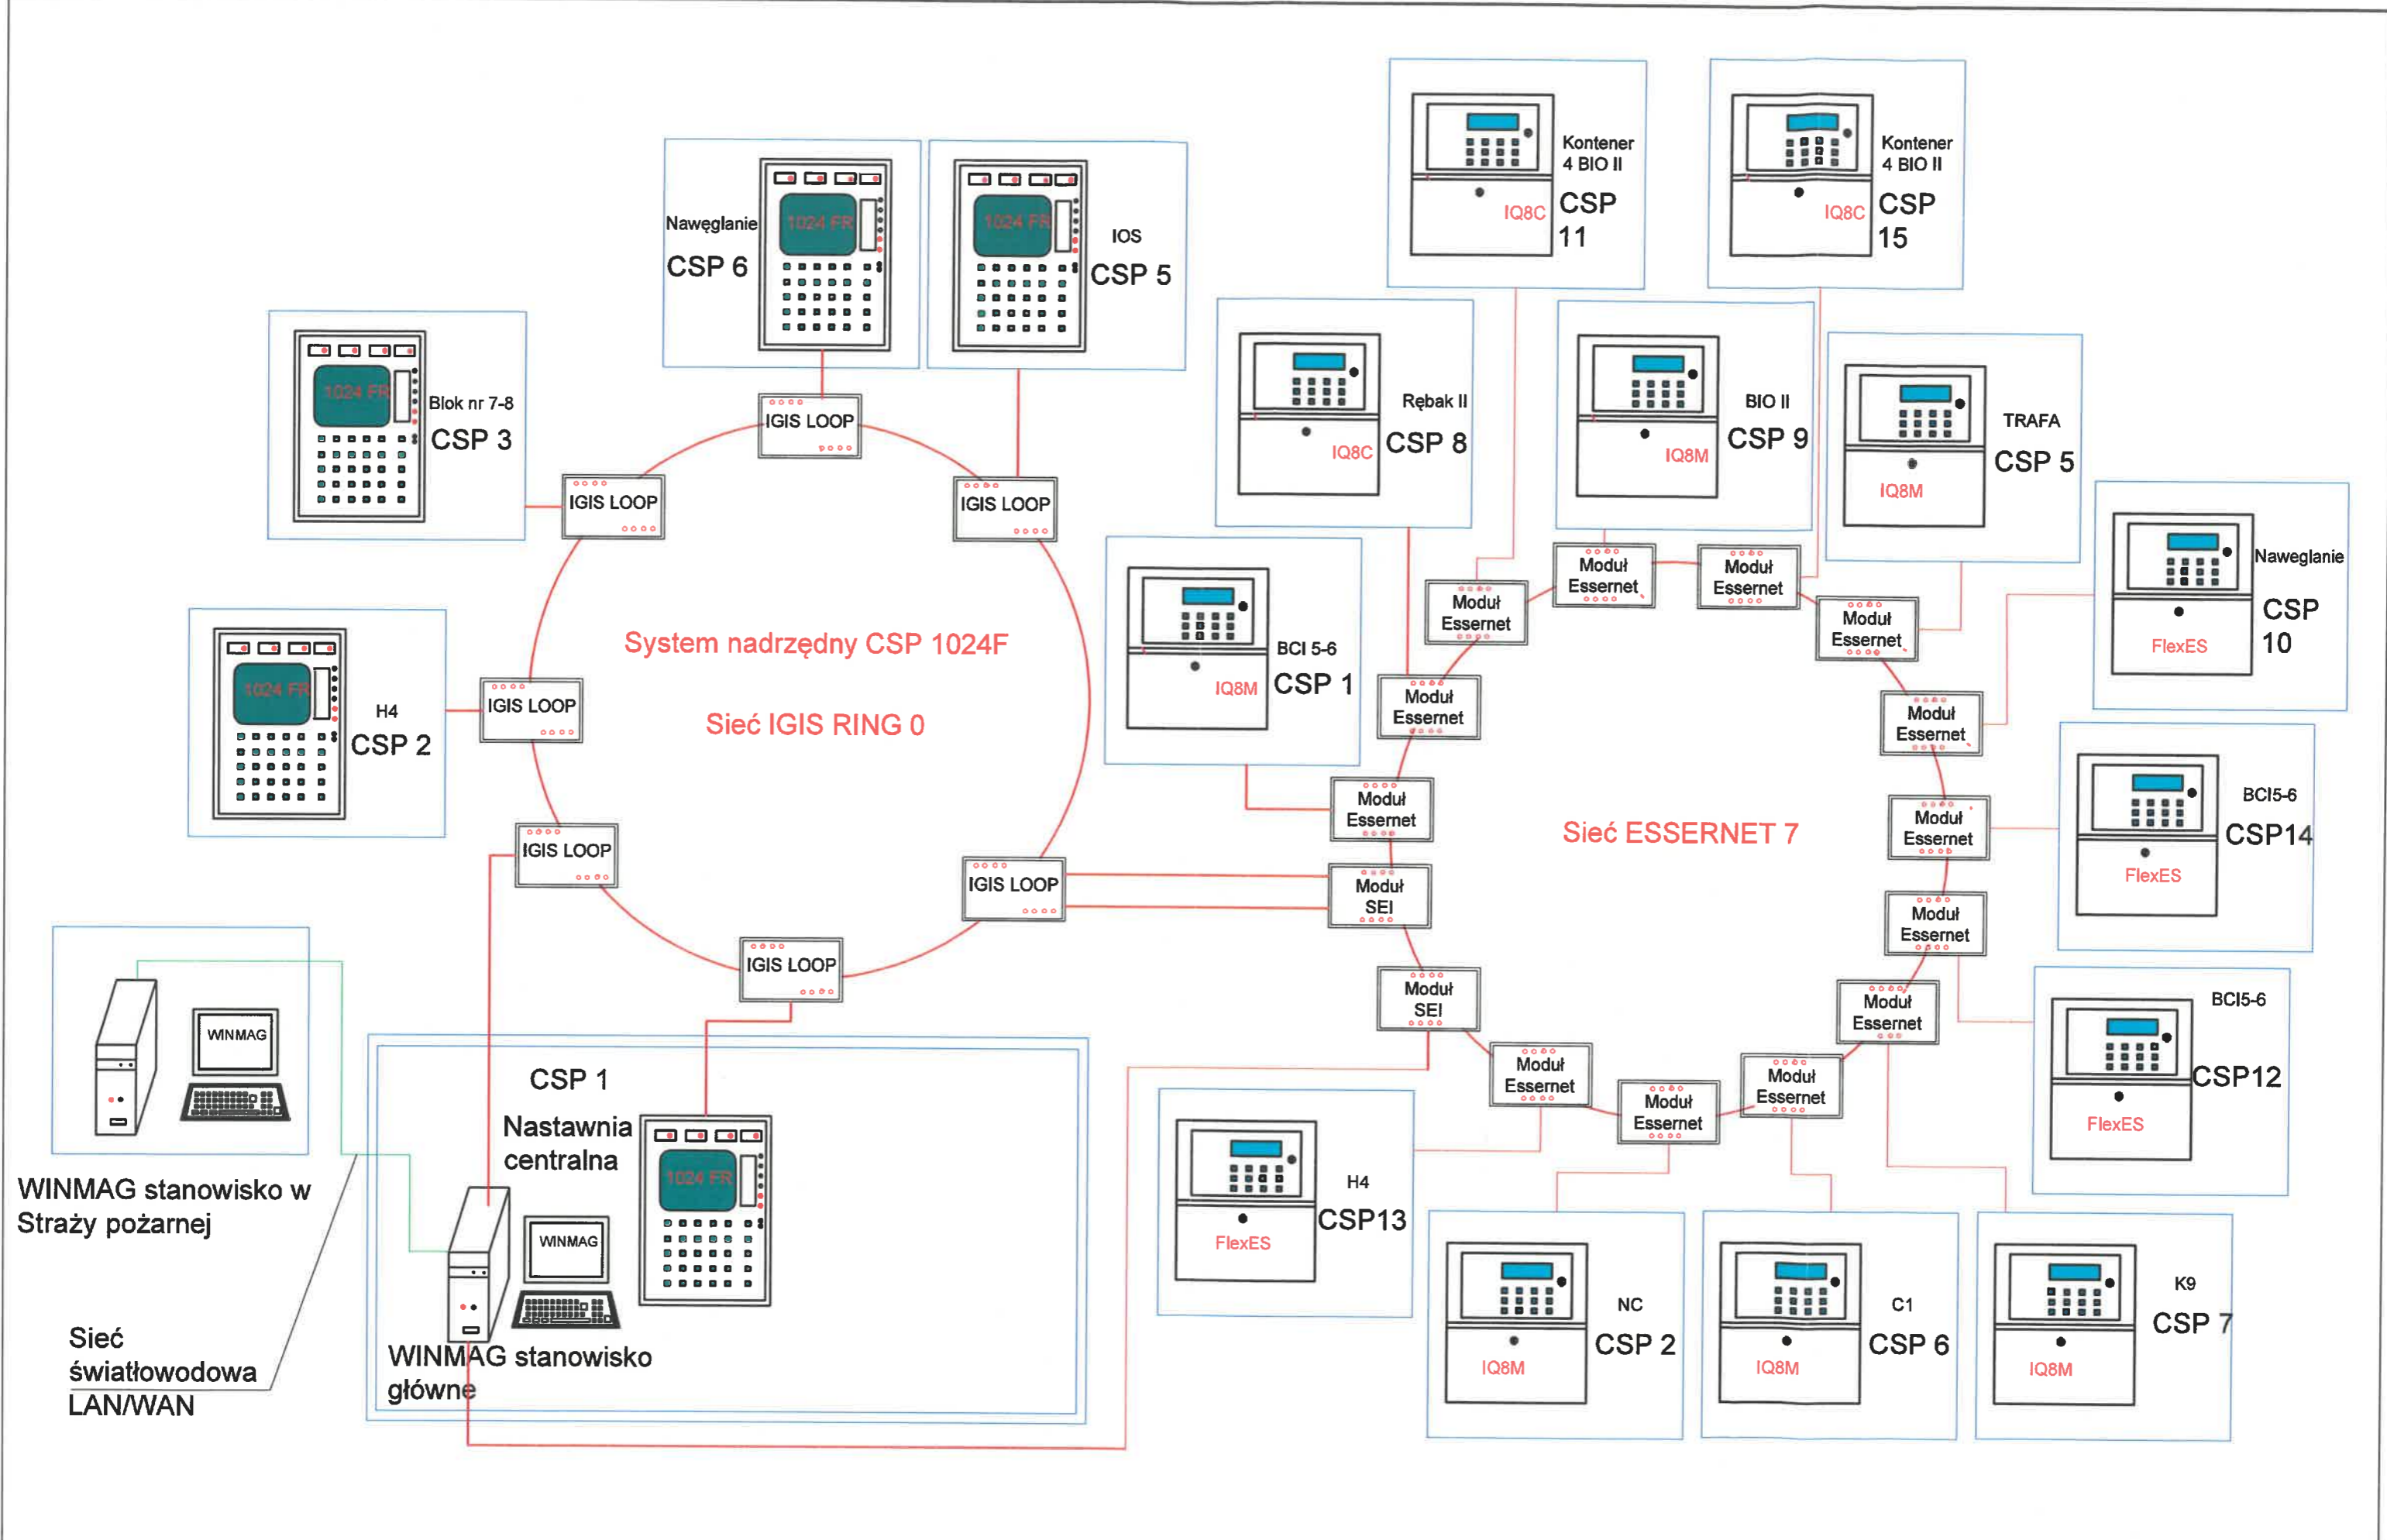 Nawęglanie
CSP 6
1024 FR
1024 FR
IOS
CSP 5
1024 FR
Blok nr 7-8
CSP 3
1024 FR
H4
CSP 2
IGIS LOOP
IGIS LOOP
IGIS LOOP
IGIS LOOP
IGIS LOOP
IGIS LOOP
IGIS LOOP
System nadrzędny CSP 1024F
Sieć IGIS RING 0
WINMAG
WINMAG stanowisko w
Straży pożarnej
Sieć
światłowodowa
LAN/WAN
CSP 1
Nastawnia
centralna
1024 FR
WINMAG
WINMAG stanowisko
główne
Kontener
4 BIO II
CSP
11
IQ8C
Kontener
4 BIO II
CSP
15
IQ8C
Rębak II
CSP 8
IQ8C
BIO II
CSP 9
IQ8M
TRAFA
CSP 5
IQ8M
BCI 5-6
CSP 1
IQ8M
Naweglanie
CSP
10
FlexES
BCI5-6
CSP14
FlexES
BCI5-6
CSP12
FlexES
K9
CSP 7
IQ8M
C1
CSP 6
IQ8M
NC
CSP 2
IQ8M
H4
CSP13
FlexES
Sieć ESSERNET 7
Moduł
Essernet
Moduł
Essernet
Moduł
Essernet
Moduł
Essernet
Moduł
Essernet
Moduł
Essernet
Moduł
Essernet
Moduł
Essernet
Moduł
Essernet
Moduł
Essernet
Moduł
Essernet
Moduł
Essernet
Moduł
Essernet
Moduł
SEI
Moduł
SEI